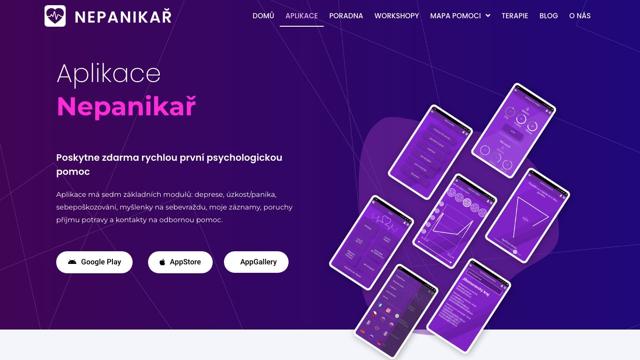 NEPANIKAŘ
DOMŮ APLIKACE PORADNA WORKSHOPY MAPA POMOCI TERAPIE BLOG O NÁS
Aplikace
Nepanikař
Poskytne zdarma rychlou první psychologickou
pomoc
Aplikace má sedm základních modulů: deprese, úzkost/panika,
sebepoškozování, myšlenky na sebevraždu, moje záznamy, poruchy
příjmu potravy a kontakty na odbornou pomoc.
Google Play AppStore AppGallery